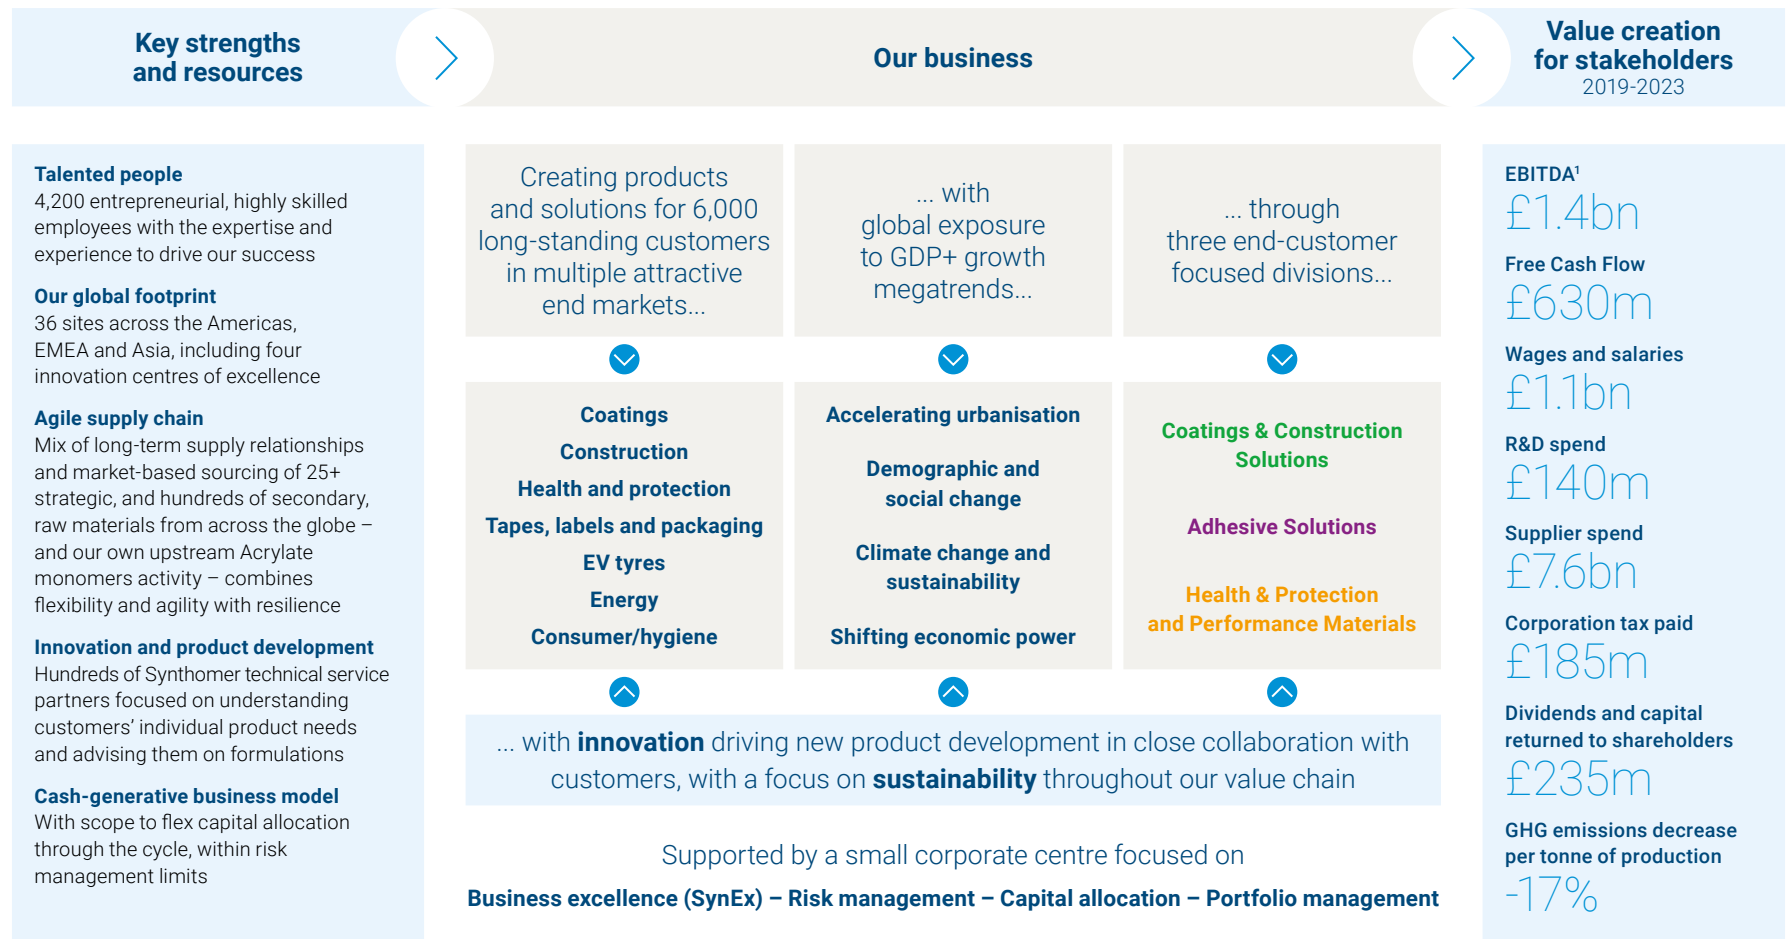 Key strengths
and resources
Our business
Value creation
for stakeholders
2019-2023
Talented people
4,200 entrepreneurial, highly skilled
employees with the expertise and
experience to drive our success
Our global footprint
36 sites across the Americas,
EMEA and Asia, including four
innovation centres of excellence
Agile supply chain
Mix of long-term supply relationships
and market-based sourcing of 25+
strategic, and hundreds of secondary,
raw materials from across the globe –
and our own upstream Acrylate
monomers activity – combines
flexibility and agility with resilience
Innovation and product development
Hundreds of Synthomer technical service
partners focused on understanding
customers’ individual product needs
and advising them on formulations
Cash-generative business model
With scope to flex capital allocation
through the cycle, within risk
management limits
Creating products
and solutions for 6,000
long-standing customers
in multiple attractive
end markets...
Coatings
Construction
Health and protection
Tapes, labels and packaging
EV tyres
Energy
Consumer/hygiene
... with
global exposure
to GDP+ growth
megatrends...
Accelerating urbanisation
Demographic and
social change
Climate change and
sustainability
Shifting economic power
... through
three end-customer
focused divisions...
Coatings & Construction
Solutions
Adhesive Solutions
Health & Protection
and Performance Materials
... with innovation driving new product development in close collaboration with
customers, with a focus on sustainability throughout our value chain
Supported by a small corporate centre focused on
Business excellence (SynEx) – Risk management – Capital allocation – Portfolio management
EBITDA¹
£1.4bn
Free Cash Flow
£630m
Wages and salaries
£1.1bn
R&D spend
£140m
Supplier spend
£7.6bn
Corporation tax paid
£185m
Dividends and capital
returned to shareholders
£235m
GHG emissions decrease
per tonne of production
-17%